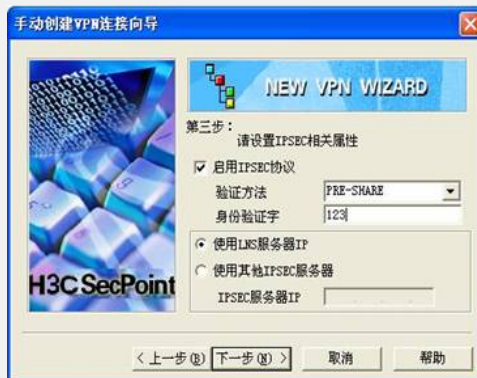 手动创建VPN连接向导
NEW VPN WIZARD
第三步：
请设置IPSEC相关属性
启用IPSEC协议
验证方法 PRE-SHARE
身份验证字 123
使用LNS服务器IP
使用其他IPSEC服务器
IPSEC服务器IP
H3C SecPoint
<上一步(B) 下一步(N)> 取消 帮助